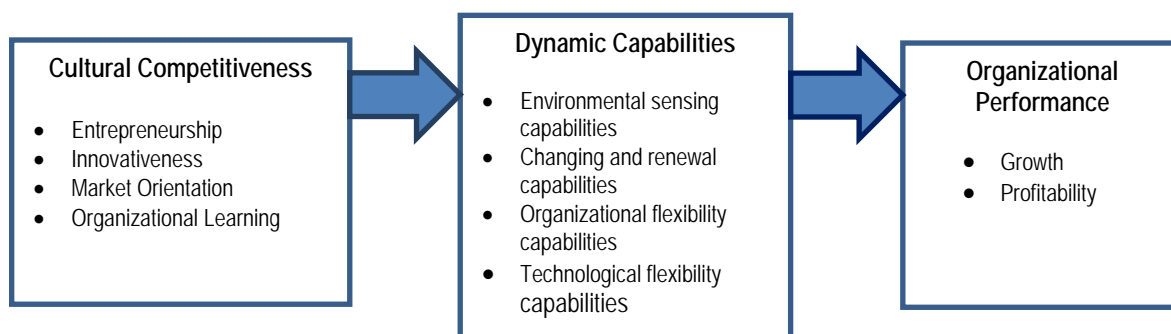 Cultural Competitiveness
• Entrepreneurship
• Innovativeness
• Market Orientation
• Organizational Learning
Dynamic Capabilities
• Environmental sensing
capabilities
• Changing and renewal
capabilities
• Organizational flexibility
capabilities
• Technological flexibility
capabilities
Organizational
Performance
• Growth
• Profitability